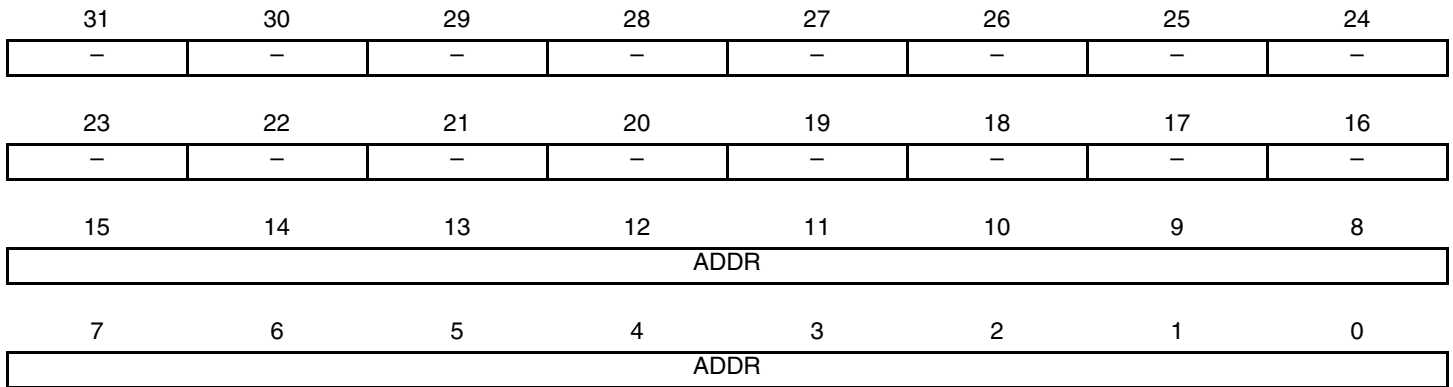 31 30 29 28 27 26 25 24
– – – – – – – –
23 22 21 20 19 18 17 16
– – – – – – – –
15 14 13 12 11 10 9 8
ADDR
7 6 5 4 3 2 1 0
ADDR